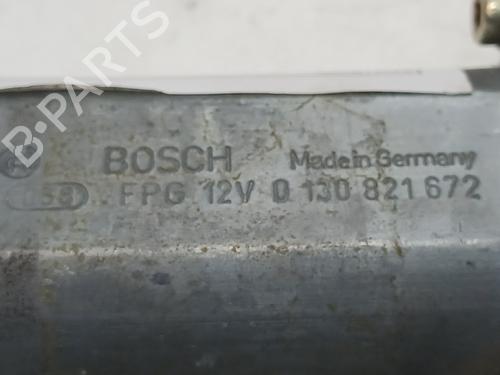 BOSCH Made in Germany
FPG 12V 0 130 821 672
B-PARTS